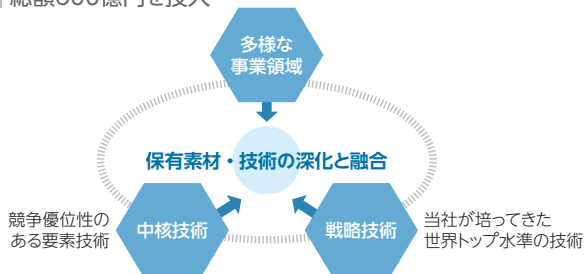 多様な
事業領域
保有素材・技術の深化と融合
競争優位性の
ある要素技術
中核技術
戦略技術
当社が培ってきた
世界トップ水準の技術